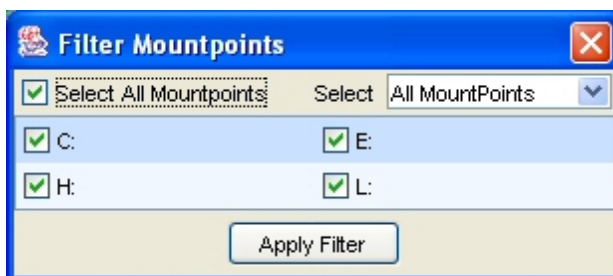 Filter Mountpoints
Select All Mountpoints Select All MountPoints
C: E:
H: L:
Apply Filter